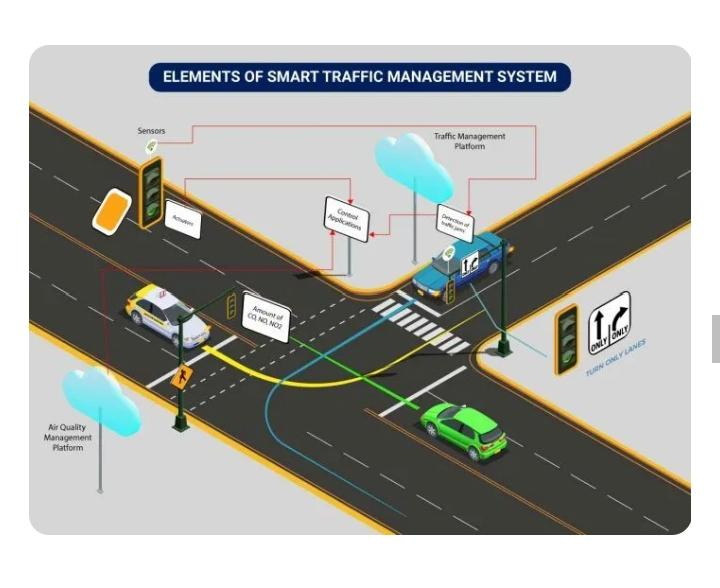 ELEMENTS OF SMART TRAFFIC MANAGEMENT SYSTEM
Sensors
Traffic Management
Platform
Actuators
Control
Applications
Detection of
traffic jams
Amount of
CO, NO, NO2
ONLY ONLY
TURN ONLY LANES
Air Quality
Management
Platform